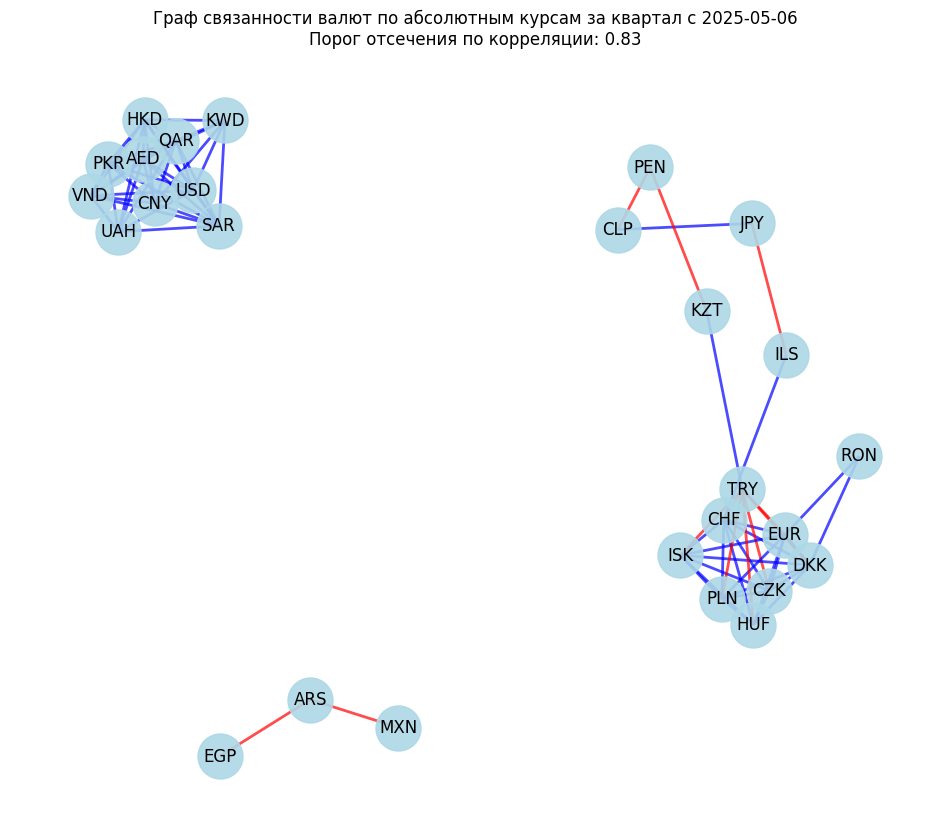 Граф связанности валют по абсолютным курсам за квартал с 2025-05-06
Порог отсечения по корреляции: 0.83
HKD
KWD
QAR
AED
PKR
USD
VND
CNY
SAR
UAH
PEN
JPY
CLP
KZT
ILS
RON
TRY
CHF
EUR
ISK
DKK
CZK
PLN
HUF
ARS
MXN
EGP